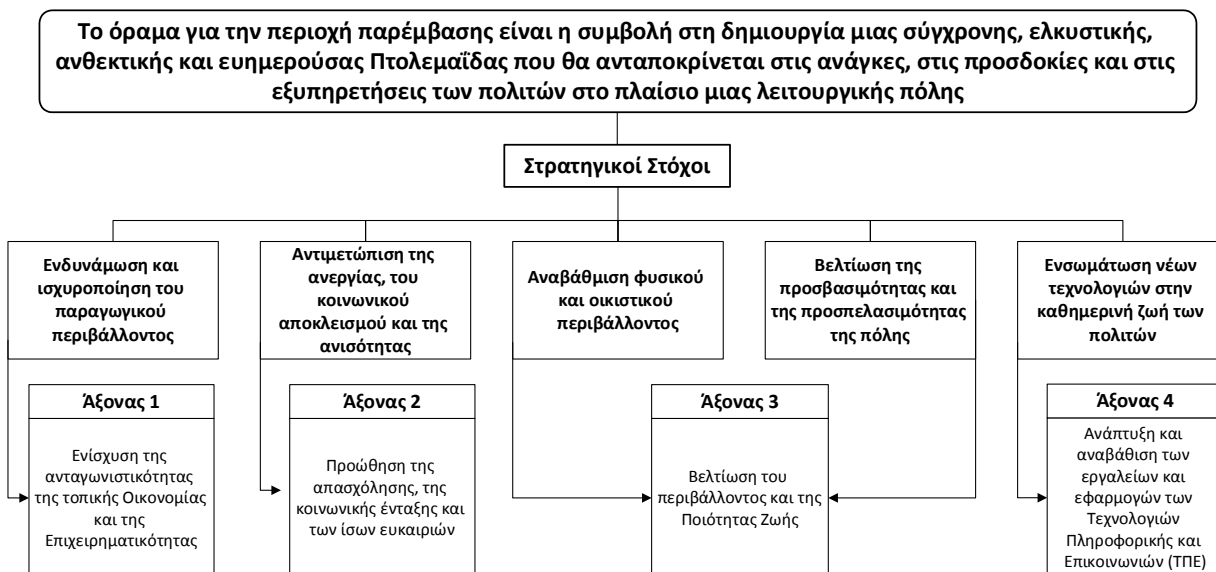 Το όραμα για την περιοχή παρέμβασης είναι η συμβολή στη δημιουργία μιας σύγχρονης, ελκυστικής,
ανθεκτικής και ευημερούσας Πτολεμαΐδας που θα ανταποκρίνεται στις ανάγκες, στις προσδοκίες και στις
εξυπηρετήσεις των πολιτών στο πλαίσιο μιας λειτουργικής πόλης
Στρατηγικοί Στόχοι
Ενδυνάμωση και
ισχυροποίηση του
παραγωγικού
περιβάλλοντος
Αντιμετώπιση της
ανεργίας, του
κοινωνικού
αποκλεισμού και της
ανισότητας
Αναβάθμιση φυσικού
και οικιστικού
περιβάλλοντος
Βελτίωση της
προσβασιμότητας και
της προσπελασιμότητας
της πόλης
Ενσωμάτωση νέων
τεχνολογιών στην
καθημερινή ζωή των
πολιτών
Άξονας 1
Ενίσχυση της
ανταγωνιστικότητας
της τοπικής Οικονομίας
και της
Επιχειρηματικότητας
Άξονας 2
Προώθηση της
απασχόλησης, της
κοινωνικής ένταξης και
των ίσων ευκαιριών
Άξονας 3
Βελτίωση του
περιβάλλοντος και της
Ποιότητας Ζωής
Άξονας 4
Ανάπτυξη και
αναβάθιση των
εργαλείων και
εφαρμογών των
Τεχνολογιών
Πληροφορικής και
Επικοινωνιών (ΤΠΕ)